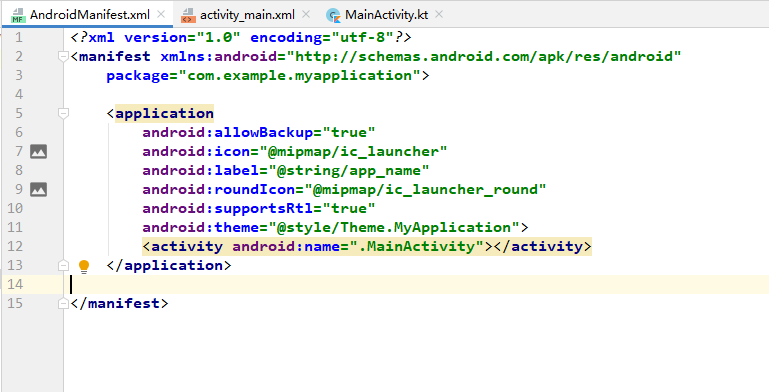 AndroidManifest.xml activity_main.xml MainActivity.kt
1 <?xml version="1.0" encoding="utf-8"?>
2 <manifest xmlns:android="http://schemas.android.com/apk/res/android"
3 package="com.example.myapplication">
4
5 <application
6 android:allowBackup="true"
7 android:icon="@mipmap/ic_launcher"
8 android:label="@string/app_name"
9 android:roundIcon="@mipmap/ic_launcher_round"
10 android:supportsRtl="true"
11 android:theme="@style/Theme.MyApplication">
12 <activity android:name=".MainActivity"></activity>
13 </application>
14
15 </manifest>